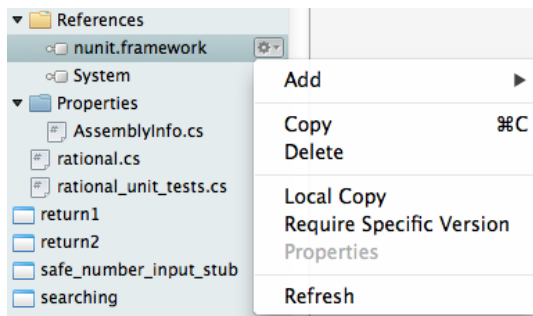 References
nunit.framework
System
Properties
AssemblyInfo.cs
rational.cs
rational_unit_tests.cs
return1
return2
safe_number_input_stub
searching
Add
Copy ⌘C
Delete
Local Copy
Require Specific Version
Properties
Refresh